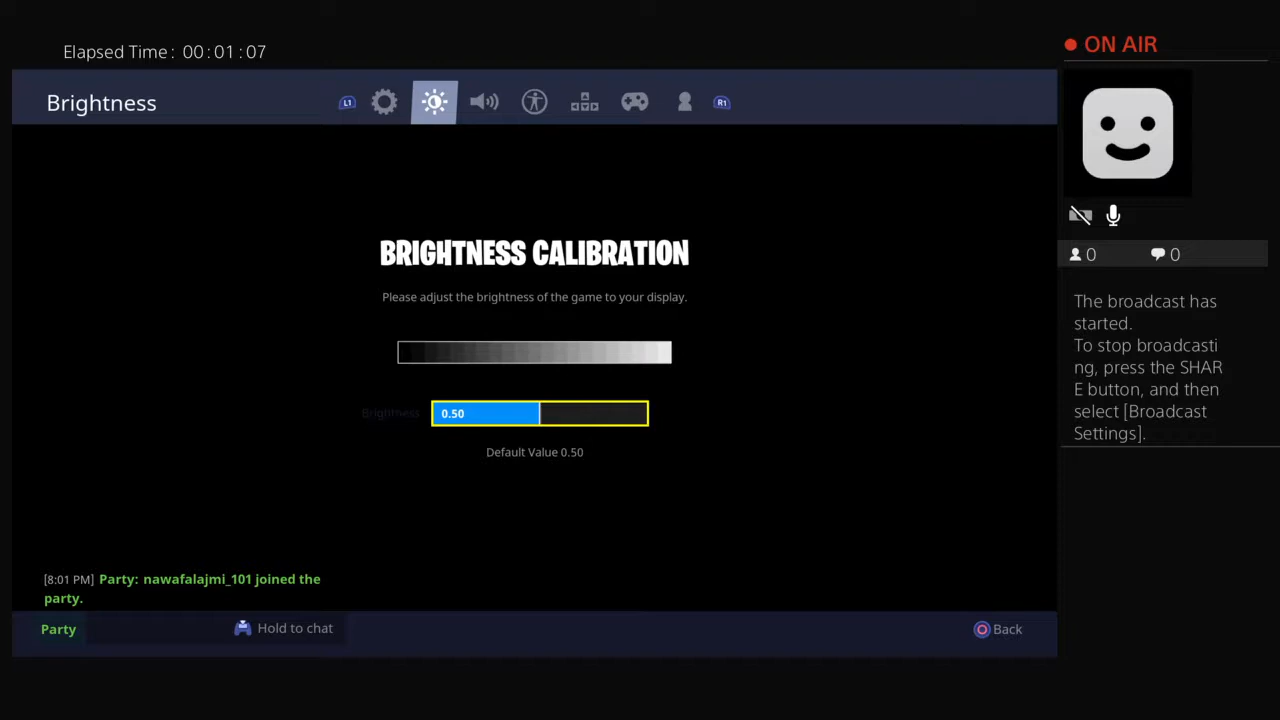 Elapsed Time: 00:01:07
ON AIR
Brightness
L1
R1
0
0
BRIGHTNESS CALIBRATION
Please adjust the brightness of the game to your display.
Brightness
0.50
Default Value 0.50
The broadcast has
started.
To stop broadcasti
ng, press the SHAR
E button, and then
select [Broadcast
Settings].
[8:01 PM] Party: nawafalajmi_101 joined the
party.
Party
Hold to chat
Back